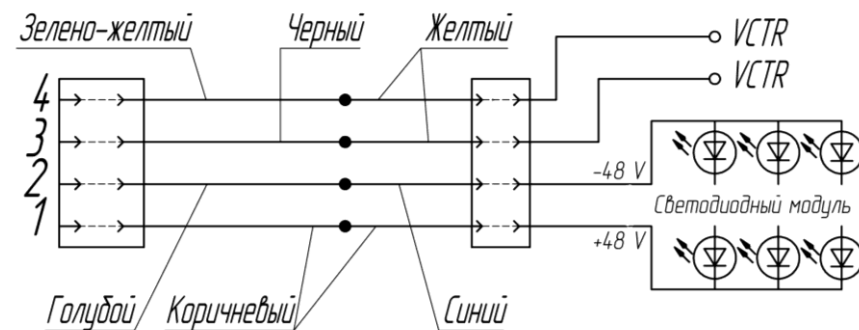 Зелено-желтый Черный Желтый VCTR
VCTR
4
3
2
1
-48 V
Светодиодный модуль
+48 V
Голубой Коричневый Синий